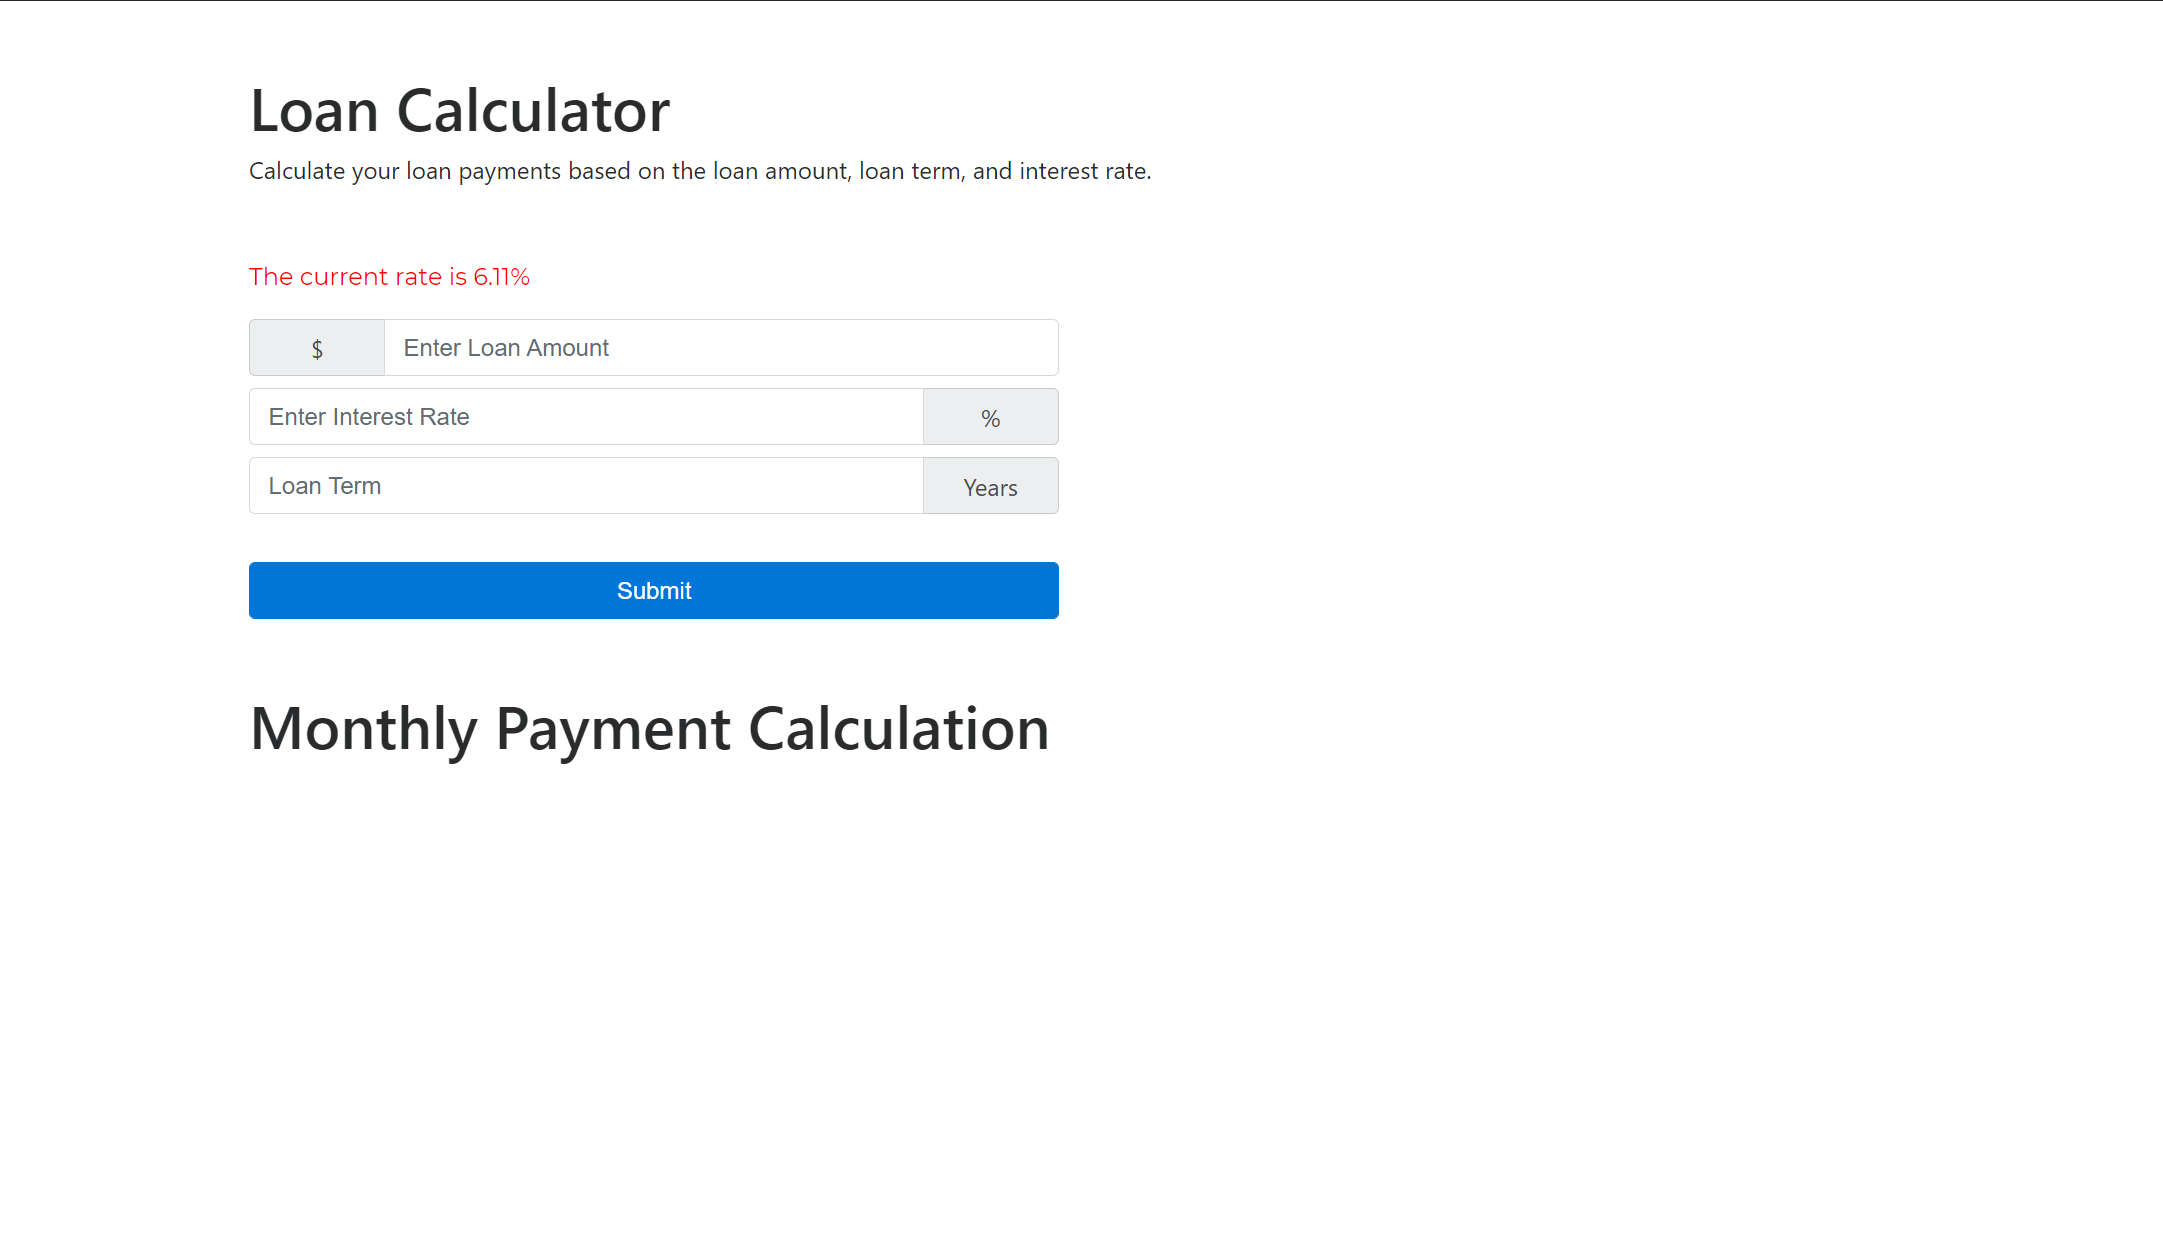 Loan Calculator
Calculate your loan payments based on the loan amount, loan term, and interest rate.
The current rate is 6.11%
$ Enter Loan Amount
Enter Interest Rate %
Loan Term Years
Submit
Monthly Payment Calculation